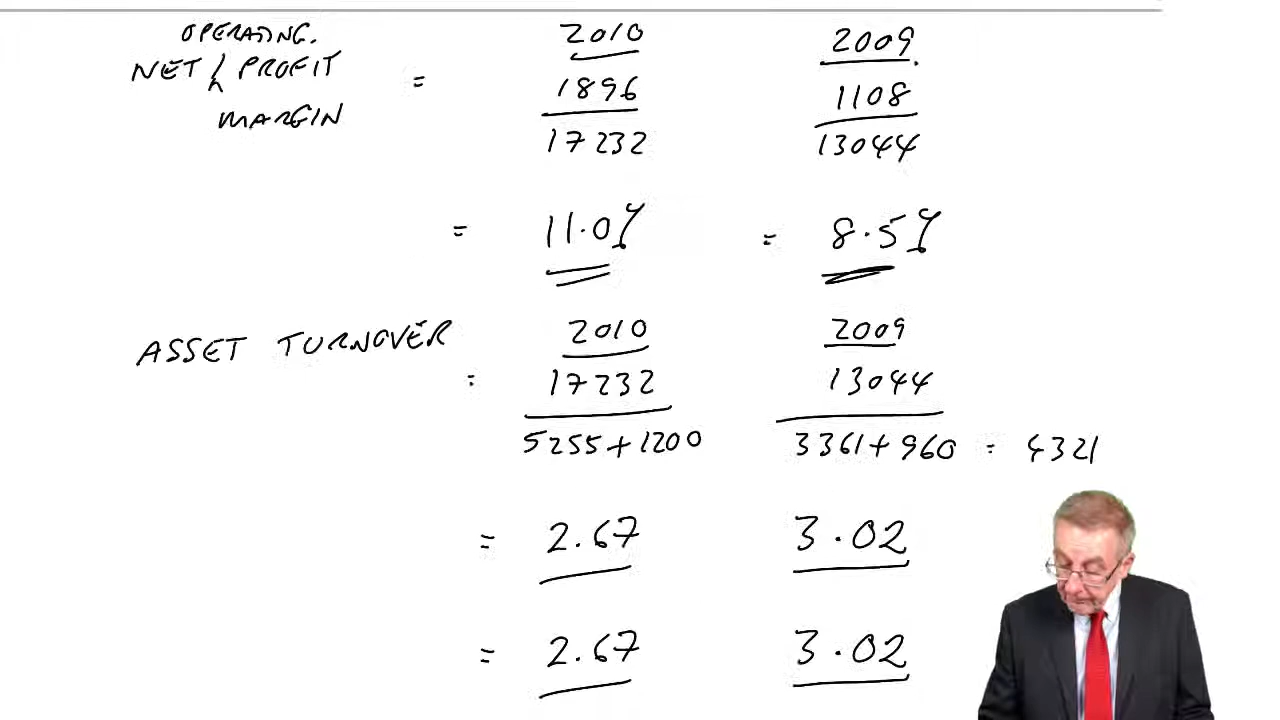 OPERATING.
NET PROFIT
MARGIN
= 2010 2009.
1896 1108
17232 13044
= 11.0% = 8.5%
ASSET TURNOVER
= 2010 2009
17232 13044
5255+1200 3361+960 = 4321
= 2.67 3.02
= 2.67 3.02